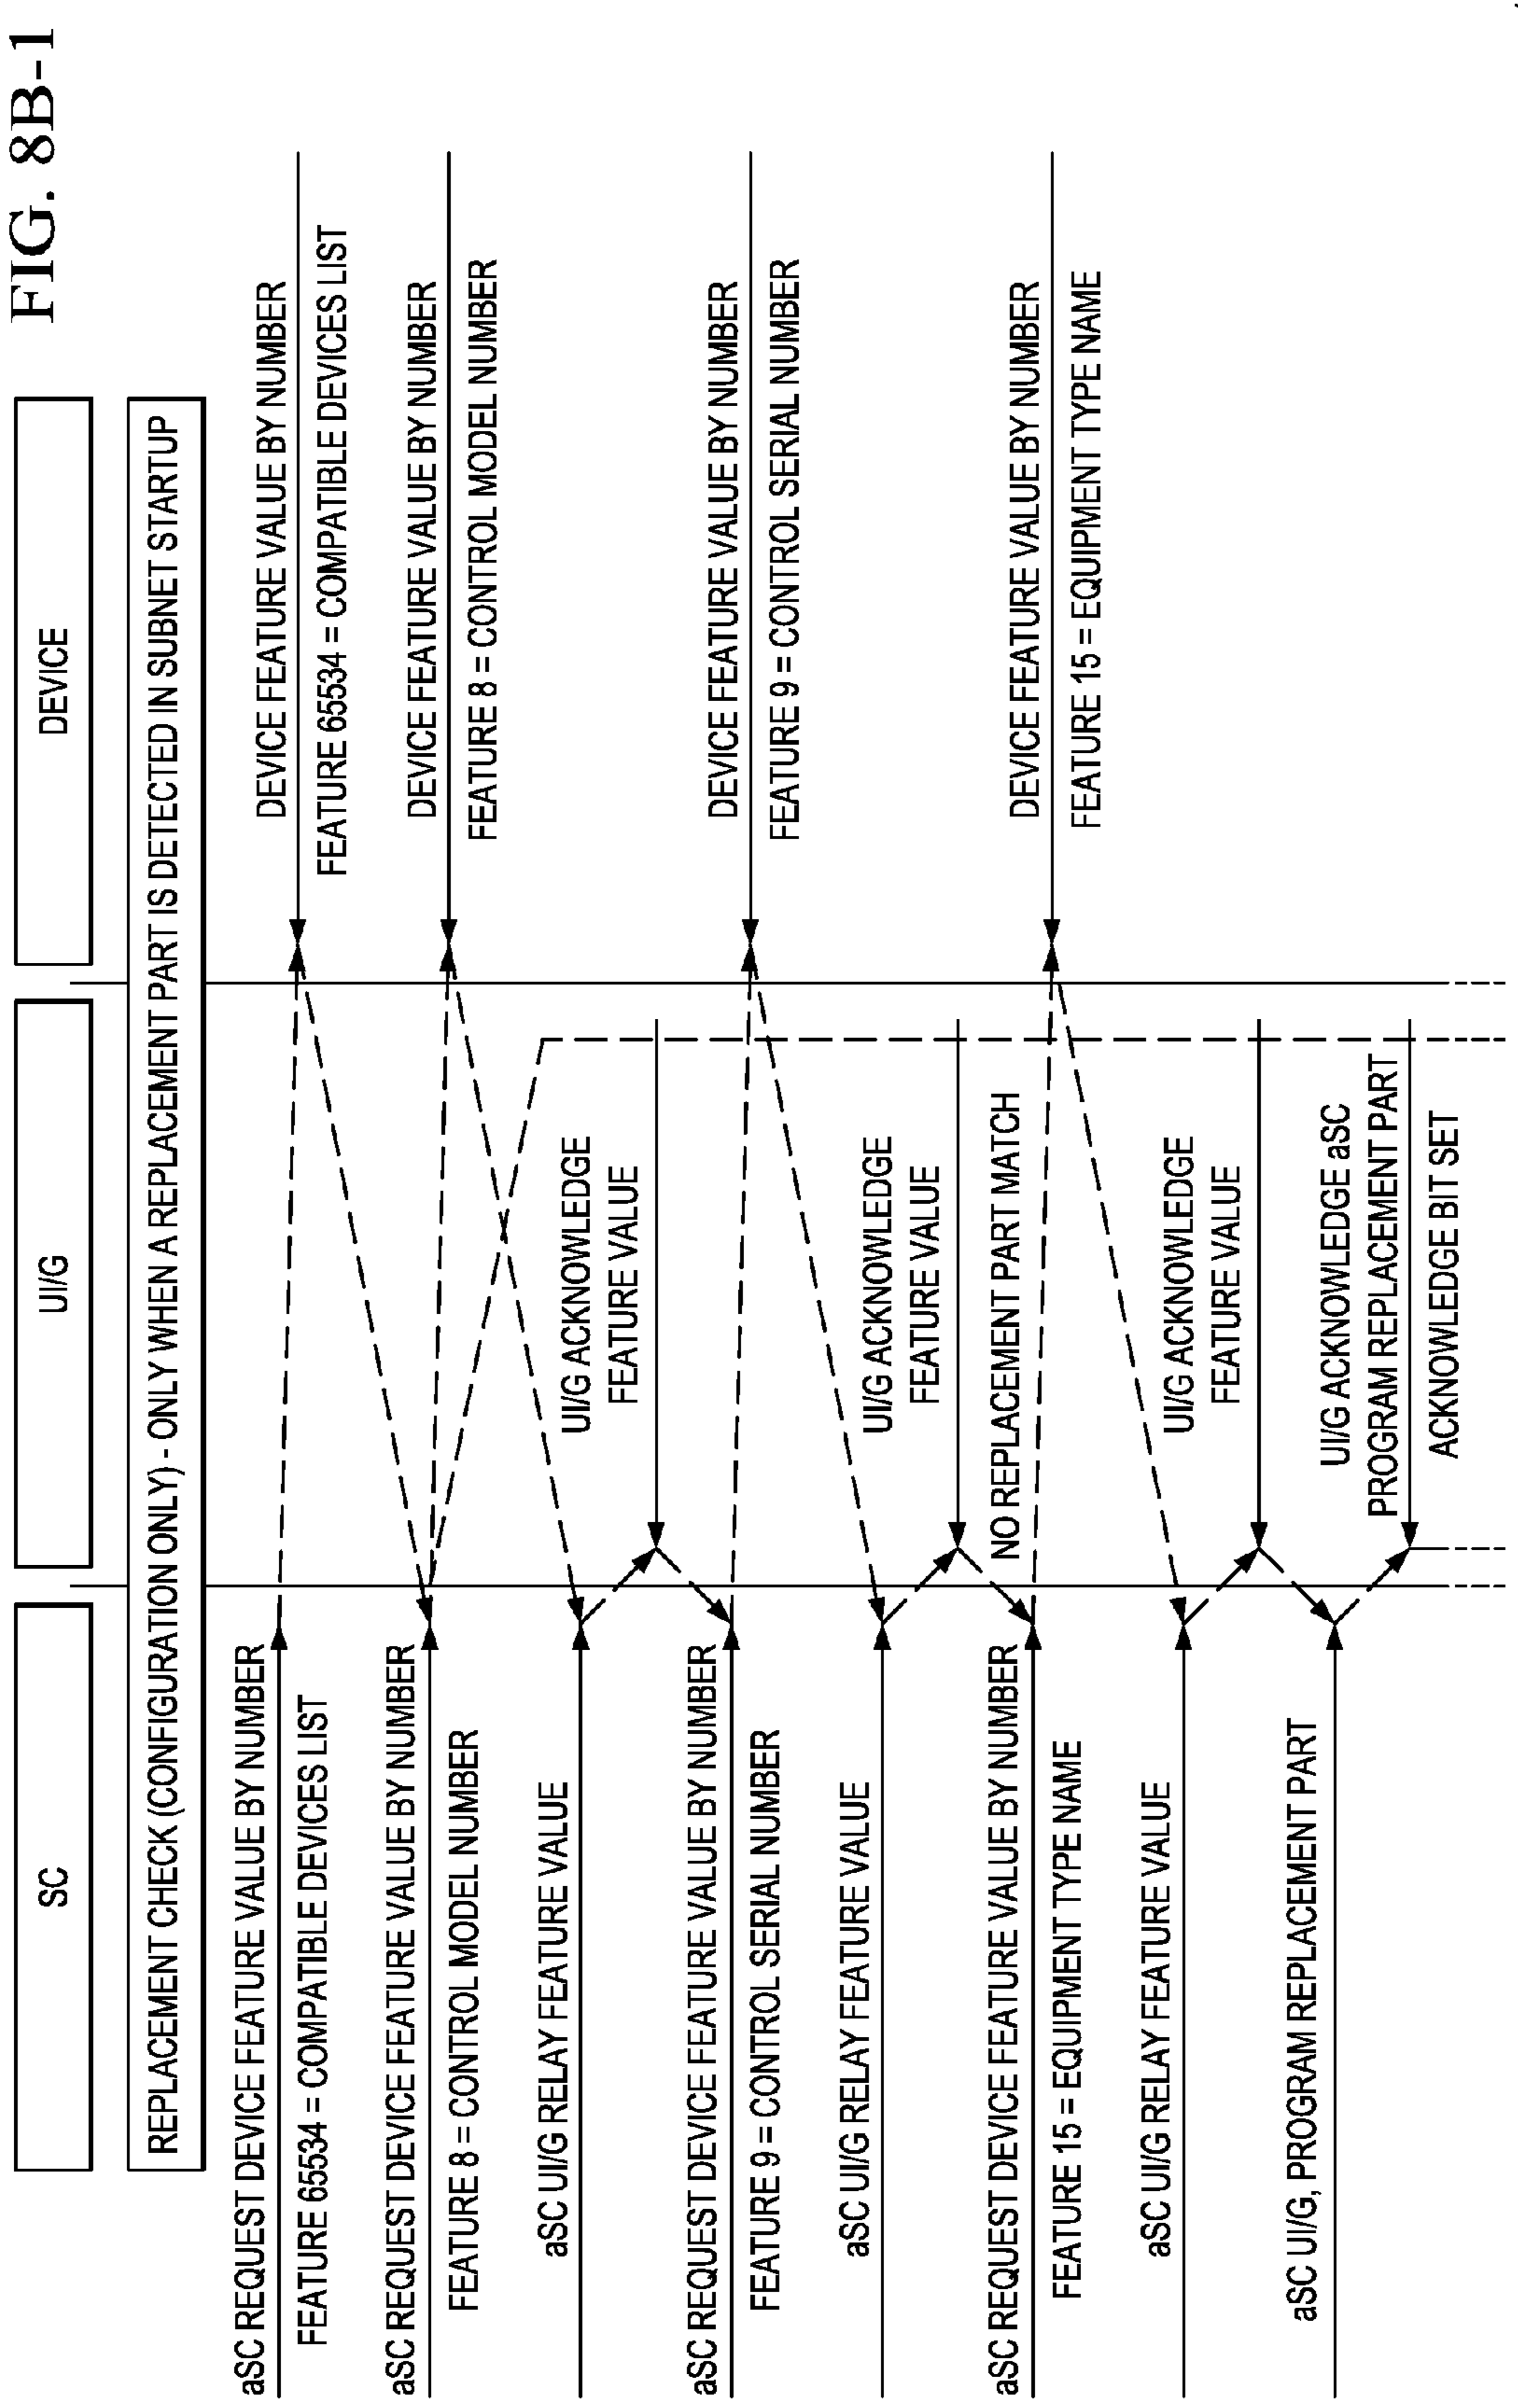 FIG. 8B-1
SC
UI/G
DEVICE
REPLACEMENT CHECK (CONFIGURATION ONLY) - ONLY WHEN A REPLACEMENT PART IS DETECTED IN SUBNET STARTUP
aSC REQUEST DEVICE FEATURE VALUE BY NUMBER
FEATURE 65534 = COMPATIBLE DEVICES LIST
DEVICE FEATURE VALUE BY NUMBER
FEATURE 65534 = COMPATIBLE DEVICES LIST
aSC REQUEST DEVICE FEATURE VALUE BY NUMBER
FEATURE 8 = CONTROL MODEL NUMBER
DEVICE FEATURE VALUE BY NUMBER
FEATURE 8 = CONTROL MODEL NUMBER
aSC UI/G RELAY FEATURE VALUE
UI/G ACKNOWLEDGE
FEATURE VALUE
aSC REQUEST DEVICE FEATURE VALUE BY NUMBER
FEATURE 9 = CONTROL SERIAL NUMBER
DEVICE FEATURE VALUE BY NUMBER
FEATURE 9 = CONTROL SERIAL NUMBER
aSC UI/G RELAY FEATURE VALUE
UI/G ACKNOWLEDGE
FEATURE VALUE
NO REPLACEMENT PART MATCH
aSC REQUEST DEVICE FEATURE VALUE BY NUMBER
FEATURE 15 = EQUIPMENT TYPE NAME
DEVICE FEATURE VALUE BY NUMBER
FEATURE 15 = EQUIPMENT TYPE NAME
aSC UI/G RELAY FEATURE VALUE
UI/G ACKNOWLEDGE
FEATURE VALUE
aSC UI/G, PROGRAM REPLACEMENT PART
UI/G ACKNOWLEDGE aSC
PROGRAM REPLACEMENT PART
ACKNOWLEDGE BIT SET